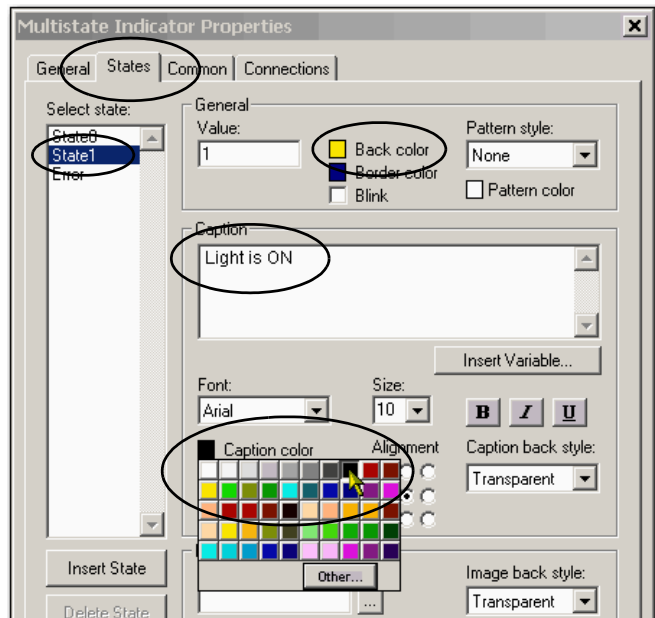 Multistate Indicator Properties
General States Common Connections
Select state:
State0
State1
Error
Insert State
Delete State
General
Value:
1
Back color
Border color
Blink
Pattern style:
None
Pattern color
Caption
Light is ON
Insert Variable...
Font:
Arial
Size:
10
B I U
Caption color
Alignment
Caption back style:
Transparent
Other...
...
Image back style:
Transparent